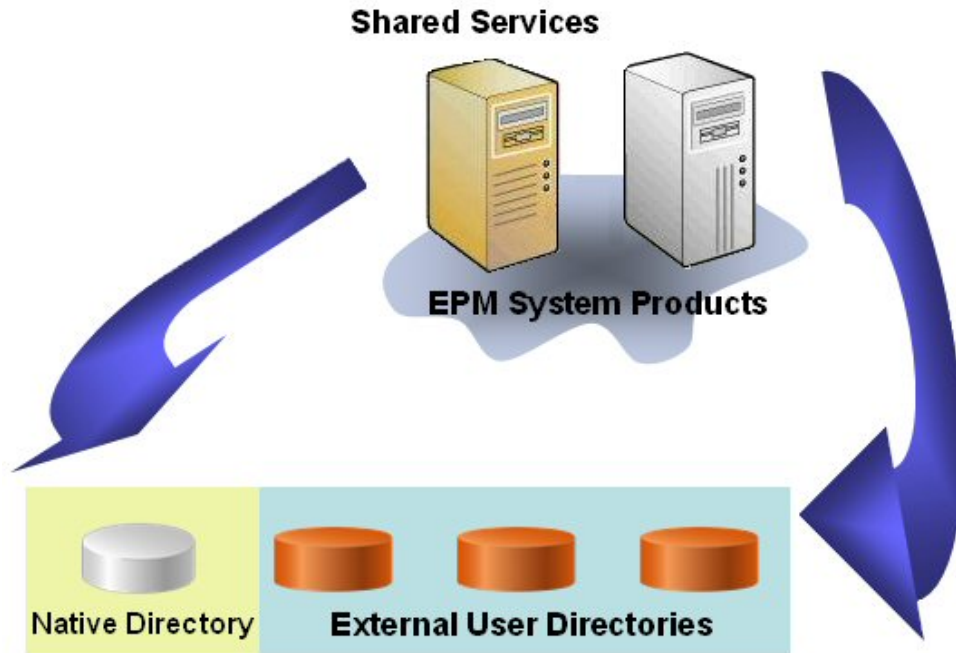 Shared Services
EPM System Products
Native Directory
External User Directories